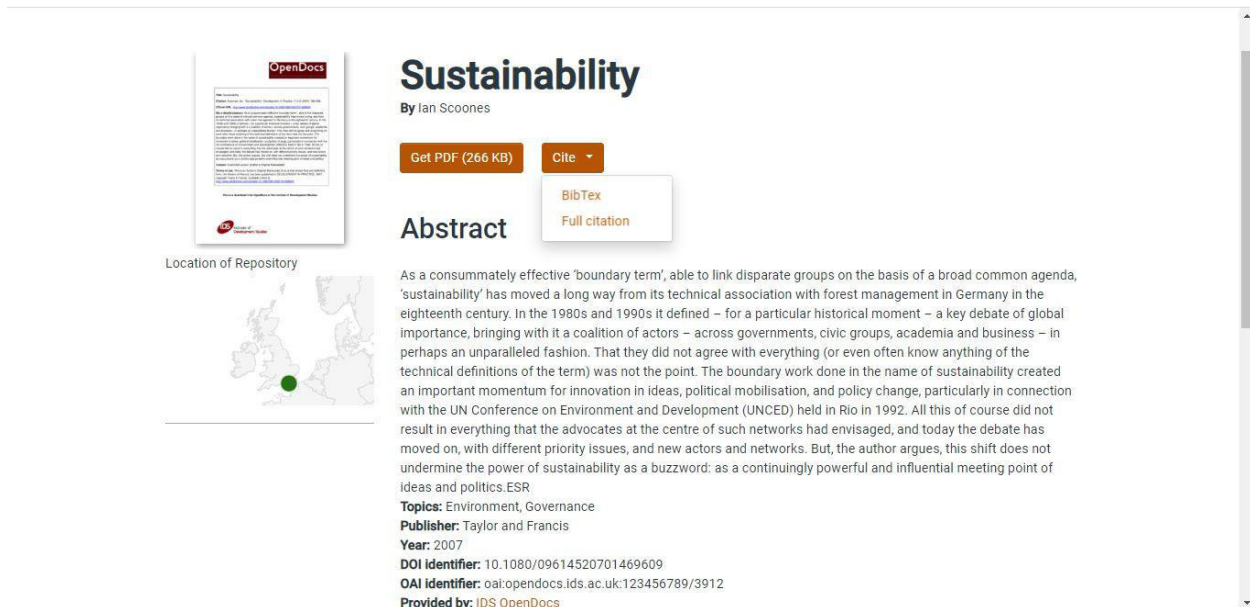 OpenDocs
Sustainability
By Ian Scoones
Get PDF (266 KB)
Cite
BibTex
Full citation
Abstract
Location of Repository
As a consummately effective ‘boundary term’, able to link disparate groups on the basis of a broad common agenda,
‘sustainability’ has moved a long way from its technical association with forest management in Germany in the
eighteenth century. In the 1980s and 1990s it defined – for a particular historical moment – a key debate of global
importance, bringing with it a coalition of actors – across governments, civic groups, academia and business – in
perhaps an unparalleled fashion. That they did not agree with everything (or even often know anything of the
technical definitions of the term) was not the point. The boundary work done in the name of sustainability created
an important momentum for innovation in ideas, political mobilisation, and policy change, particularly in connection
with the UN Conference on Environment and Development (UNCED) held in Rio in 1992. All this of course did not
result in everything that the advocates at the centre of such networks had envisaged, and today the debate has
moved on, with different priority issues, and new actors and networks. But, the author argues, this shift does not
undermine the power of sustainability as a buzzword: as a continuingly powerful and influential meeting point of
ideas and politics.ESR
Topics: Environment, Governance
Publisher: Taylor and Francis
Year: 2007
DOI identifier: 10.1080/09614520701469609
OAI identifier: oai:opendocs.ids.ac.uk:123456789/3912
Provided by: IDS OpenDocs